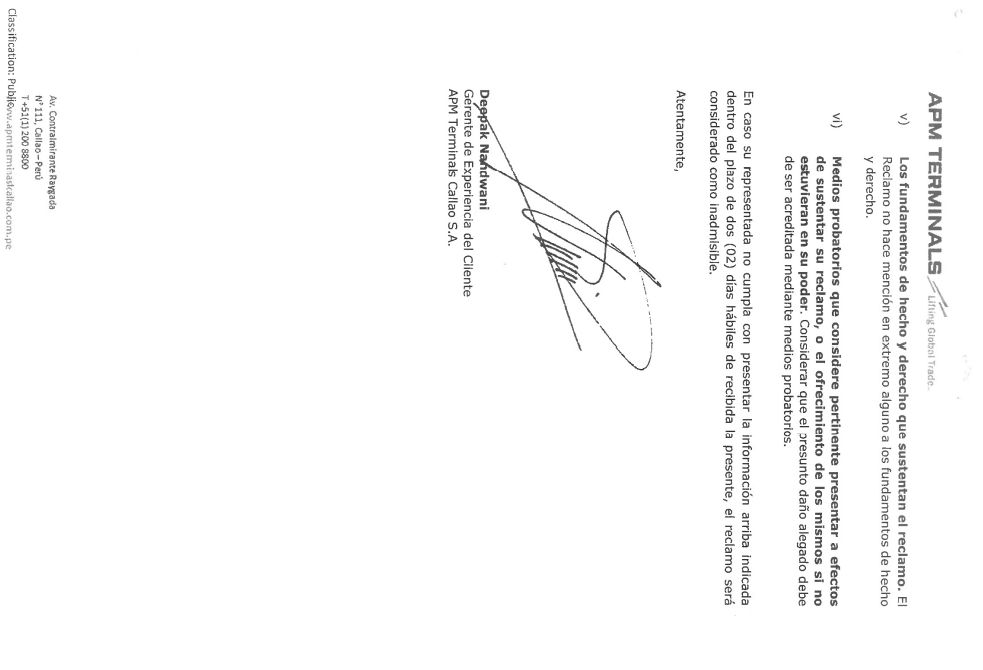 APM TERMINALS
Lifting Global Trade.
v) Los fundamentos de hecho y derecho que sustentan el reclamo. El
Reclamo no hace mención en extremo alguno a los fundamentos de hecho
y derecho.
vi) Medios probatorios que considere pertinente presentar a efectos
de sustentar su reclamo, o el ofrecimiento de los mismos si no
estuvieran en su poder. Considerar que el presunto daño alegado debe
de ser acreditada mediante medios probatorios.
En caso su representada no cumpla con presentar la información arriba indicada
dentro del plazo de dos (02) días hábiles de recibida la presente, el reclamo será
considerado como inadmisible.
Atentamente,
Deepak Nandwani
Gerente de Experiencia del Cliente
APM Terminals Callao S.A.
Av. Contralmirante Raygada
N° 111, Callao – Perú
T +51(1) 200 8800
www.apmterminalscallao.com.pe
Classification: Public